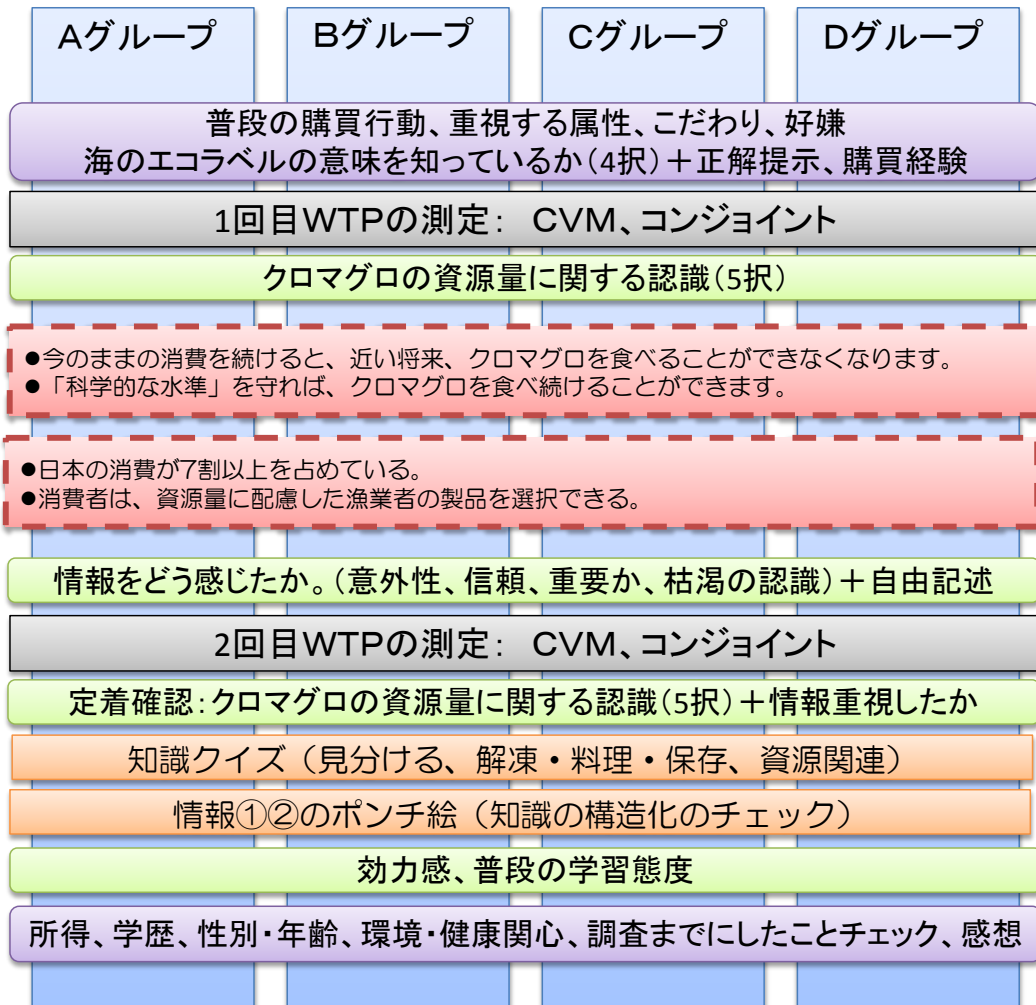 Aグループ
Bグループ
Cグループ
Dグループ
普段の購買行動、重視する属性、こだわり、好嫌
海のエコラベルの意味を知っているか(4択)+正解提示、購買経験
1回目WTPの測定: CVM、コンジョイント
クロマグロの資源量に関する認識(5択)
●今のままの消費を続けると、近い将来、クロマグロを食べることができなくなります。
●「科学的な水準」を守れば、クロマグロを食べ続けることができます。
●日本の消費が7割以上を占めている。
●消費者は、資源量に配慮した漁業者の製品を選択できる。
情報をどう感じたか。(意外性、信頼、重要か、枯渇の認識)+自由記述
2回目WTPの測定: CVM、コンジョイント
定着確認:クロマグロの資源量に関する認識(5択)+情報重視したか
知識クイズ(見分ける、解凍・料理・保存、資源関連)
情報①②のポンチ絵(知識の構造化のチェック)
効力感、普段の学習態度
所得、学歴、性別・年齢、環境・健康関心、調査までにしたことチェック、感想